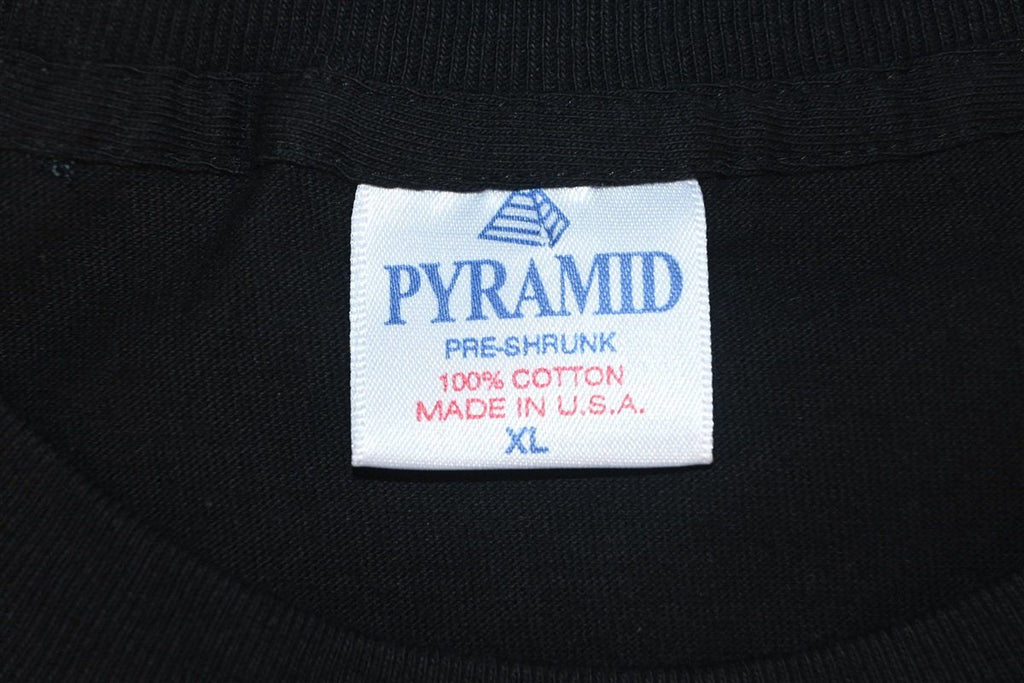 PYRAMID
PRE-SHRUNK
100% COTTON
MADE IN U.S.A.
XL